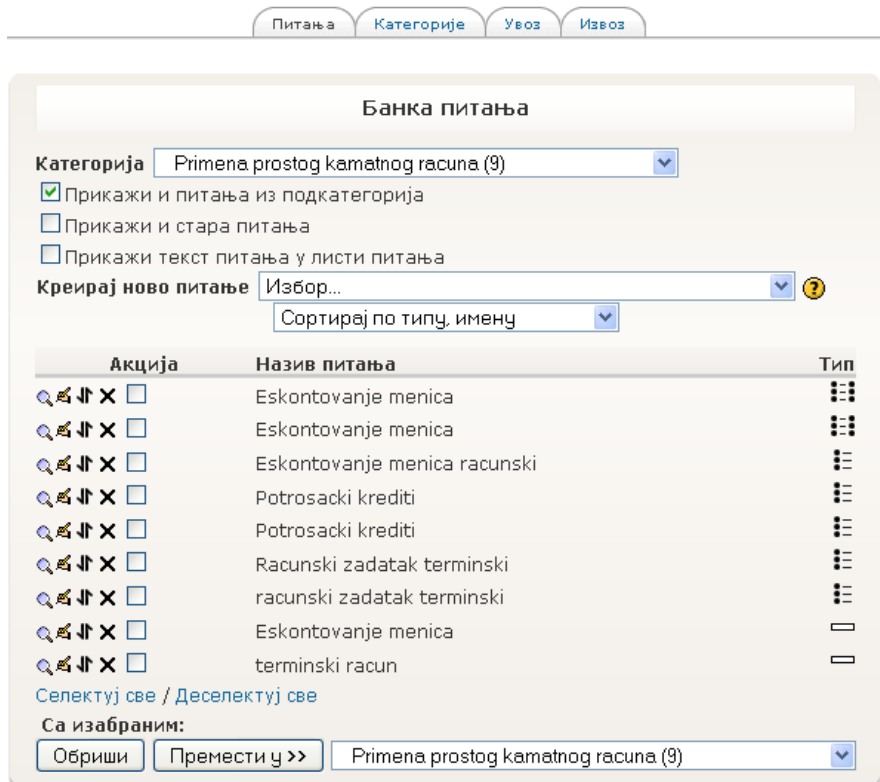 Питања Категорије Увоз Извоз
Банка питања
Категорија Primena prostog kamatnog racuna (9)
Прикажи и питања из подкатегорија
Прикажи и стара питања
Прикажи текст питања у листи питања
Креирај ново питање Избор... ?
Сортирај по типу, имену
Акција Назив питања Тип
Eskontovanje menica
Eskontovanje menica
Eskontovanje menica racunski
Potrosacki krediti
Potrosacki krediti
Racunski zadatak terminski
racunski zadatak terminski
Eskontovanje menica
terminski racun
Селектуј све / Деселектуј све
Са изабраним:
Обриши Премести у >> Primena prostog kamatnog racuna (9)